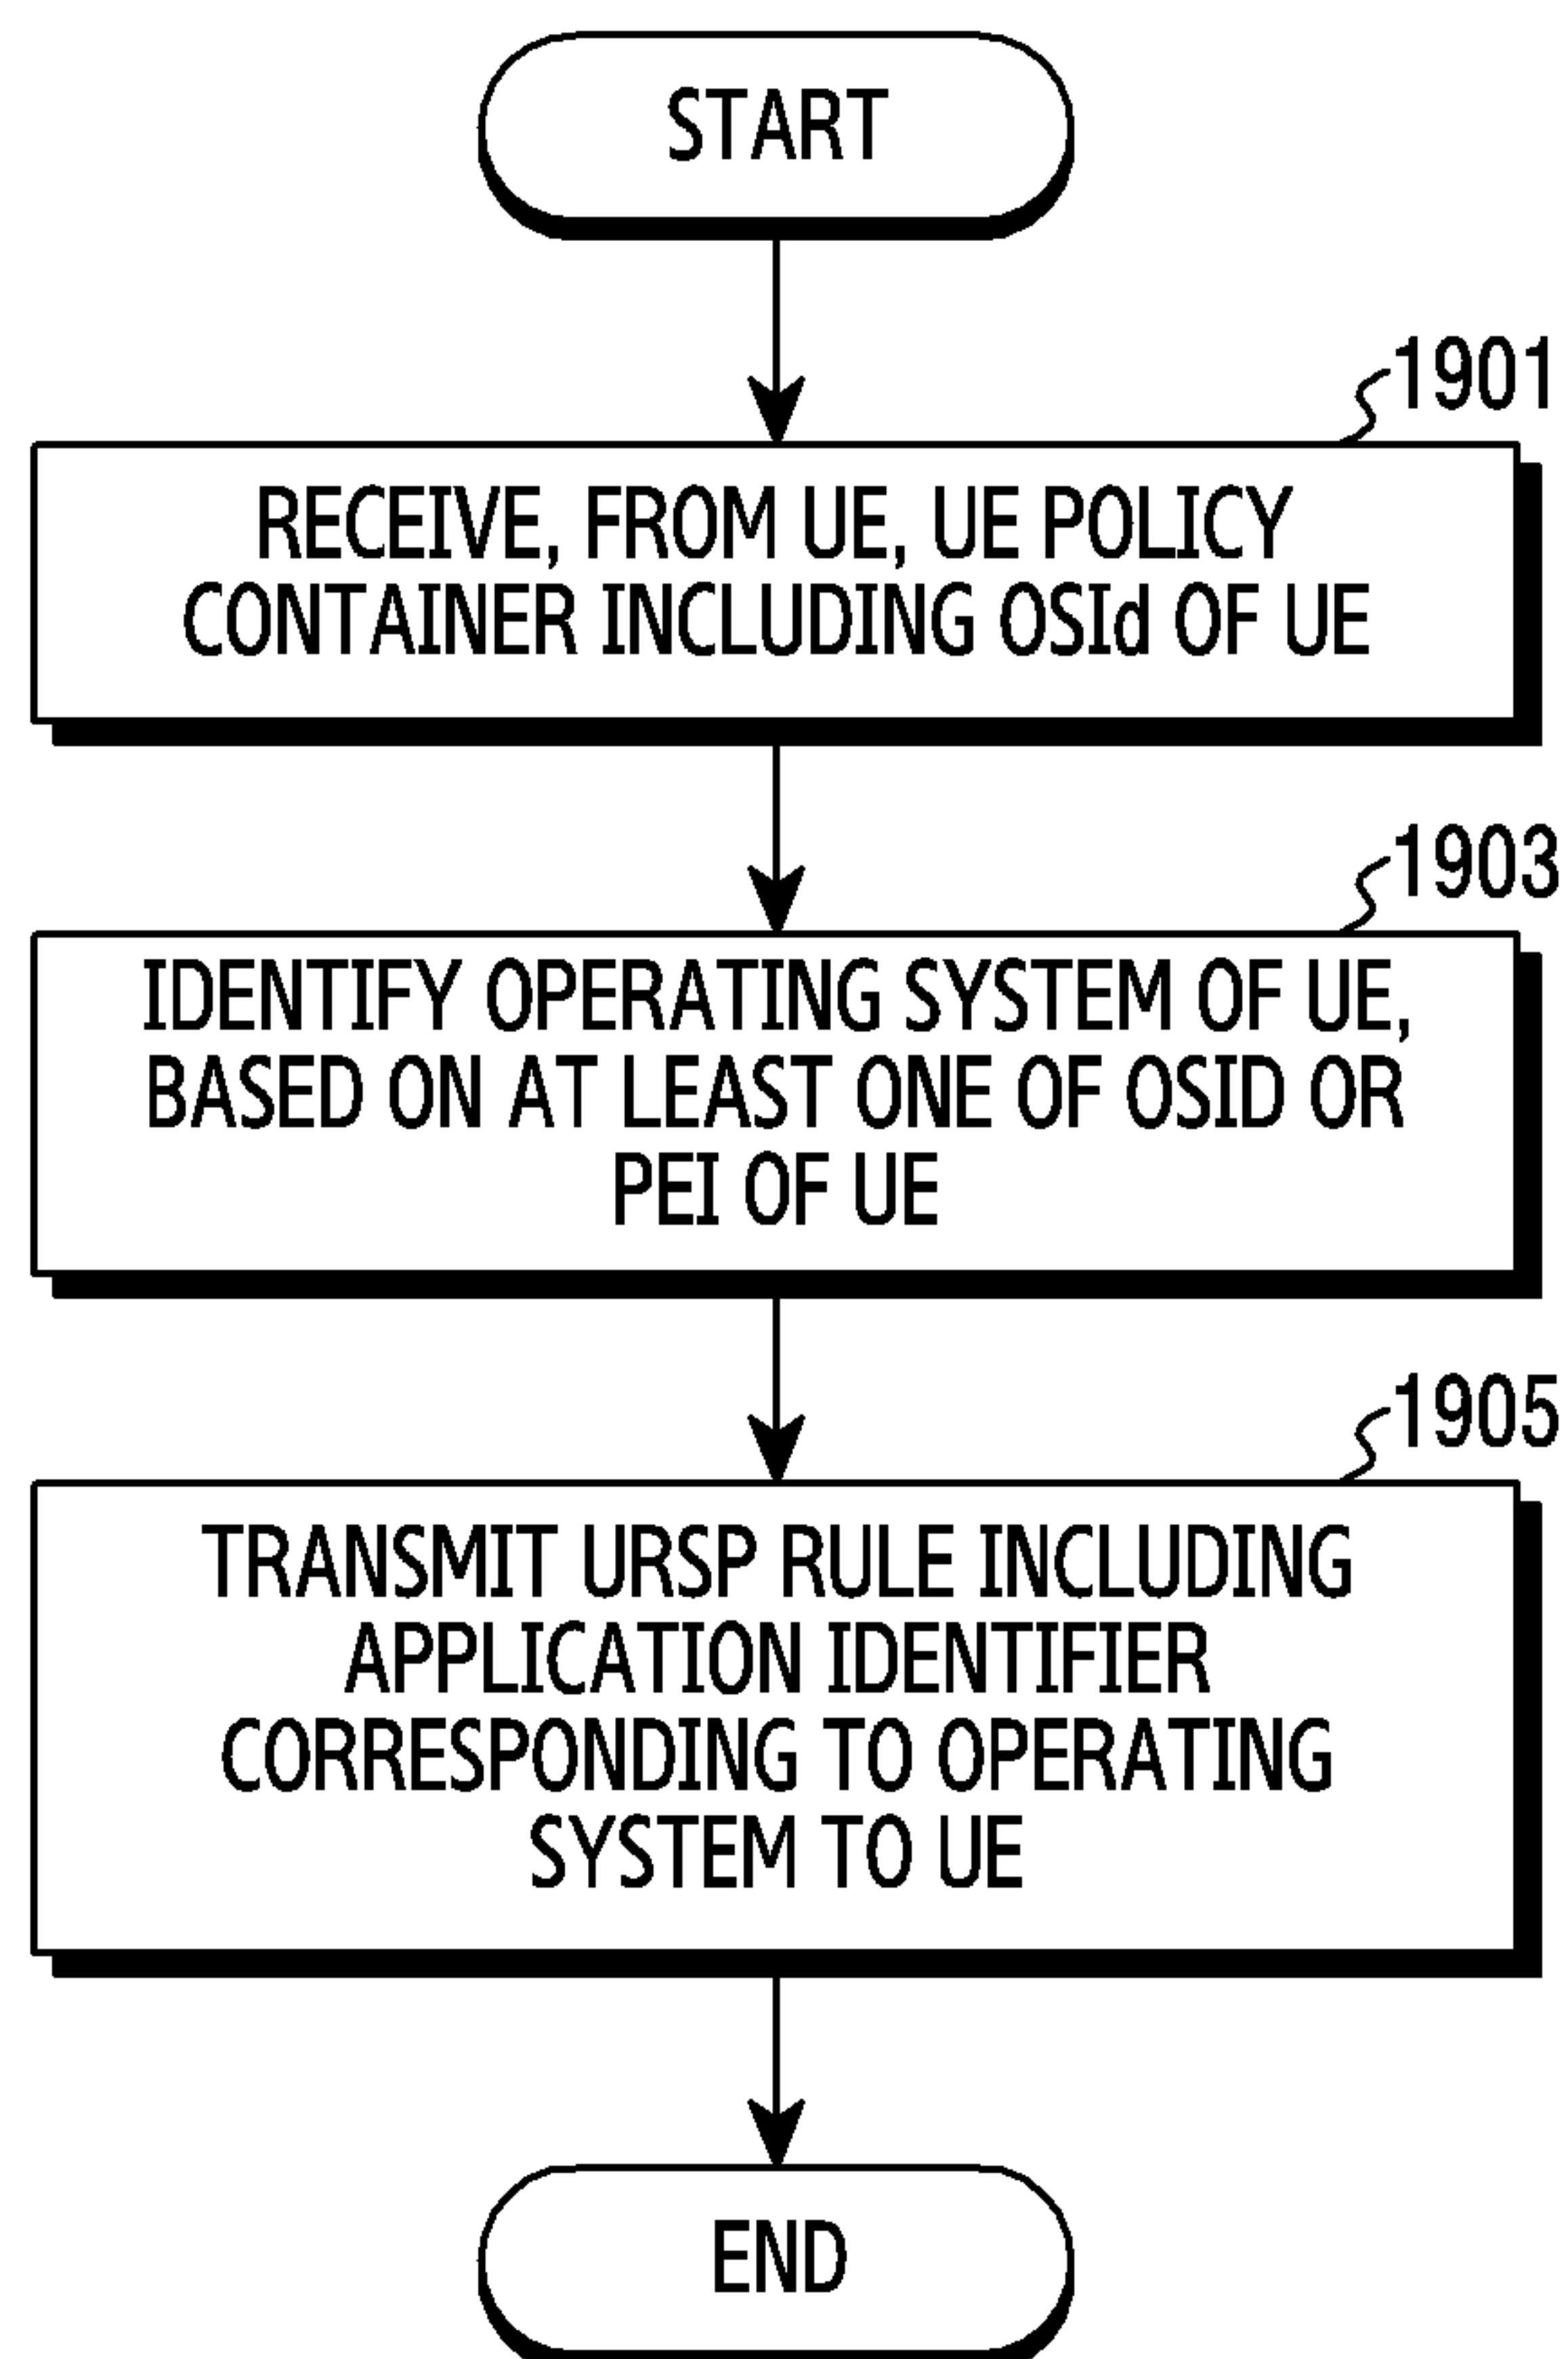 START
1901
RECEIVE, FROM UE, UE POLICY
CONTAINER INCLUDING OSId OF UE
1903
IDENTIFY OPERATING SYSTEM OF UE,
BASED ON AT LEAST ONE OF OSID OR
PEI OF UE
1905
TRANSMIT URSP RULE INCLUDING
APPLICATION IDENTIFIER
CORRESPONDING TO OPERATING
SYSTEM TO UE
END